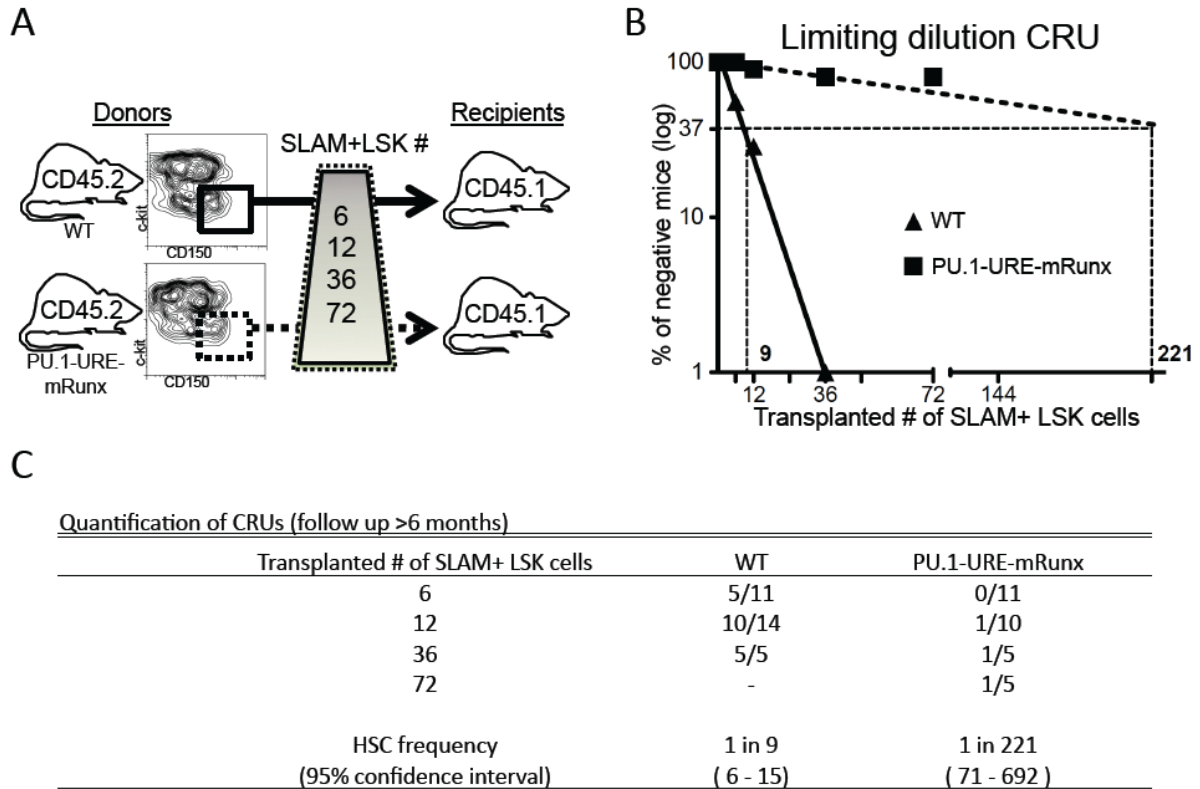 A
Donors
Recipients
SLAM+LSK #
CD45.2
WT
c-kit
CD150
6
12
36
72
CD45.1
CD45.2
PU.1-URE-
mRunx
c-kit
CD150
CD45.1
B
Limiting dilution CRU
% of negative mice (log)
100
37
10
1
WT
PU.1-URE-mRunx
9
221
12
36
72
144
Transplanted # of SLAM+ LSK cells
C
Quantification of CRUs (follow up >6 months)
Transplanted # of SLAM+ LSK cells WT PU.1-URE-mRunx
6 5/11 0/11
12 10/14 1/10
36 5/5 1/5
72 - 1/5
HSC frequency 1 in 9 1 in 221
(95% confidence interval) ( 6 - 15) ( 71 - 692 )